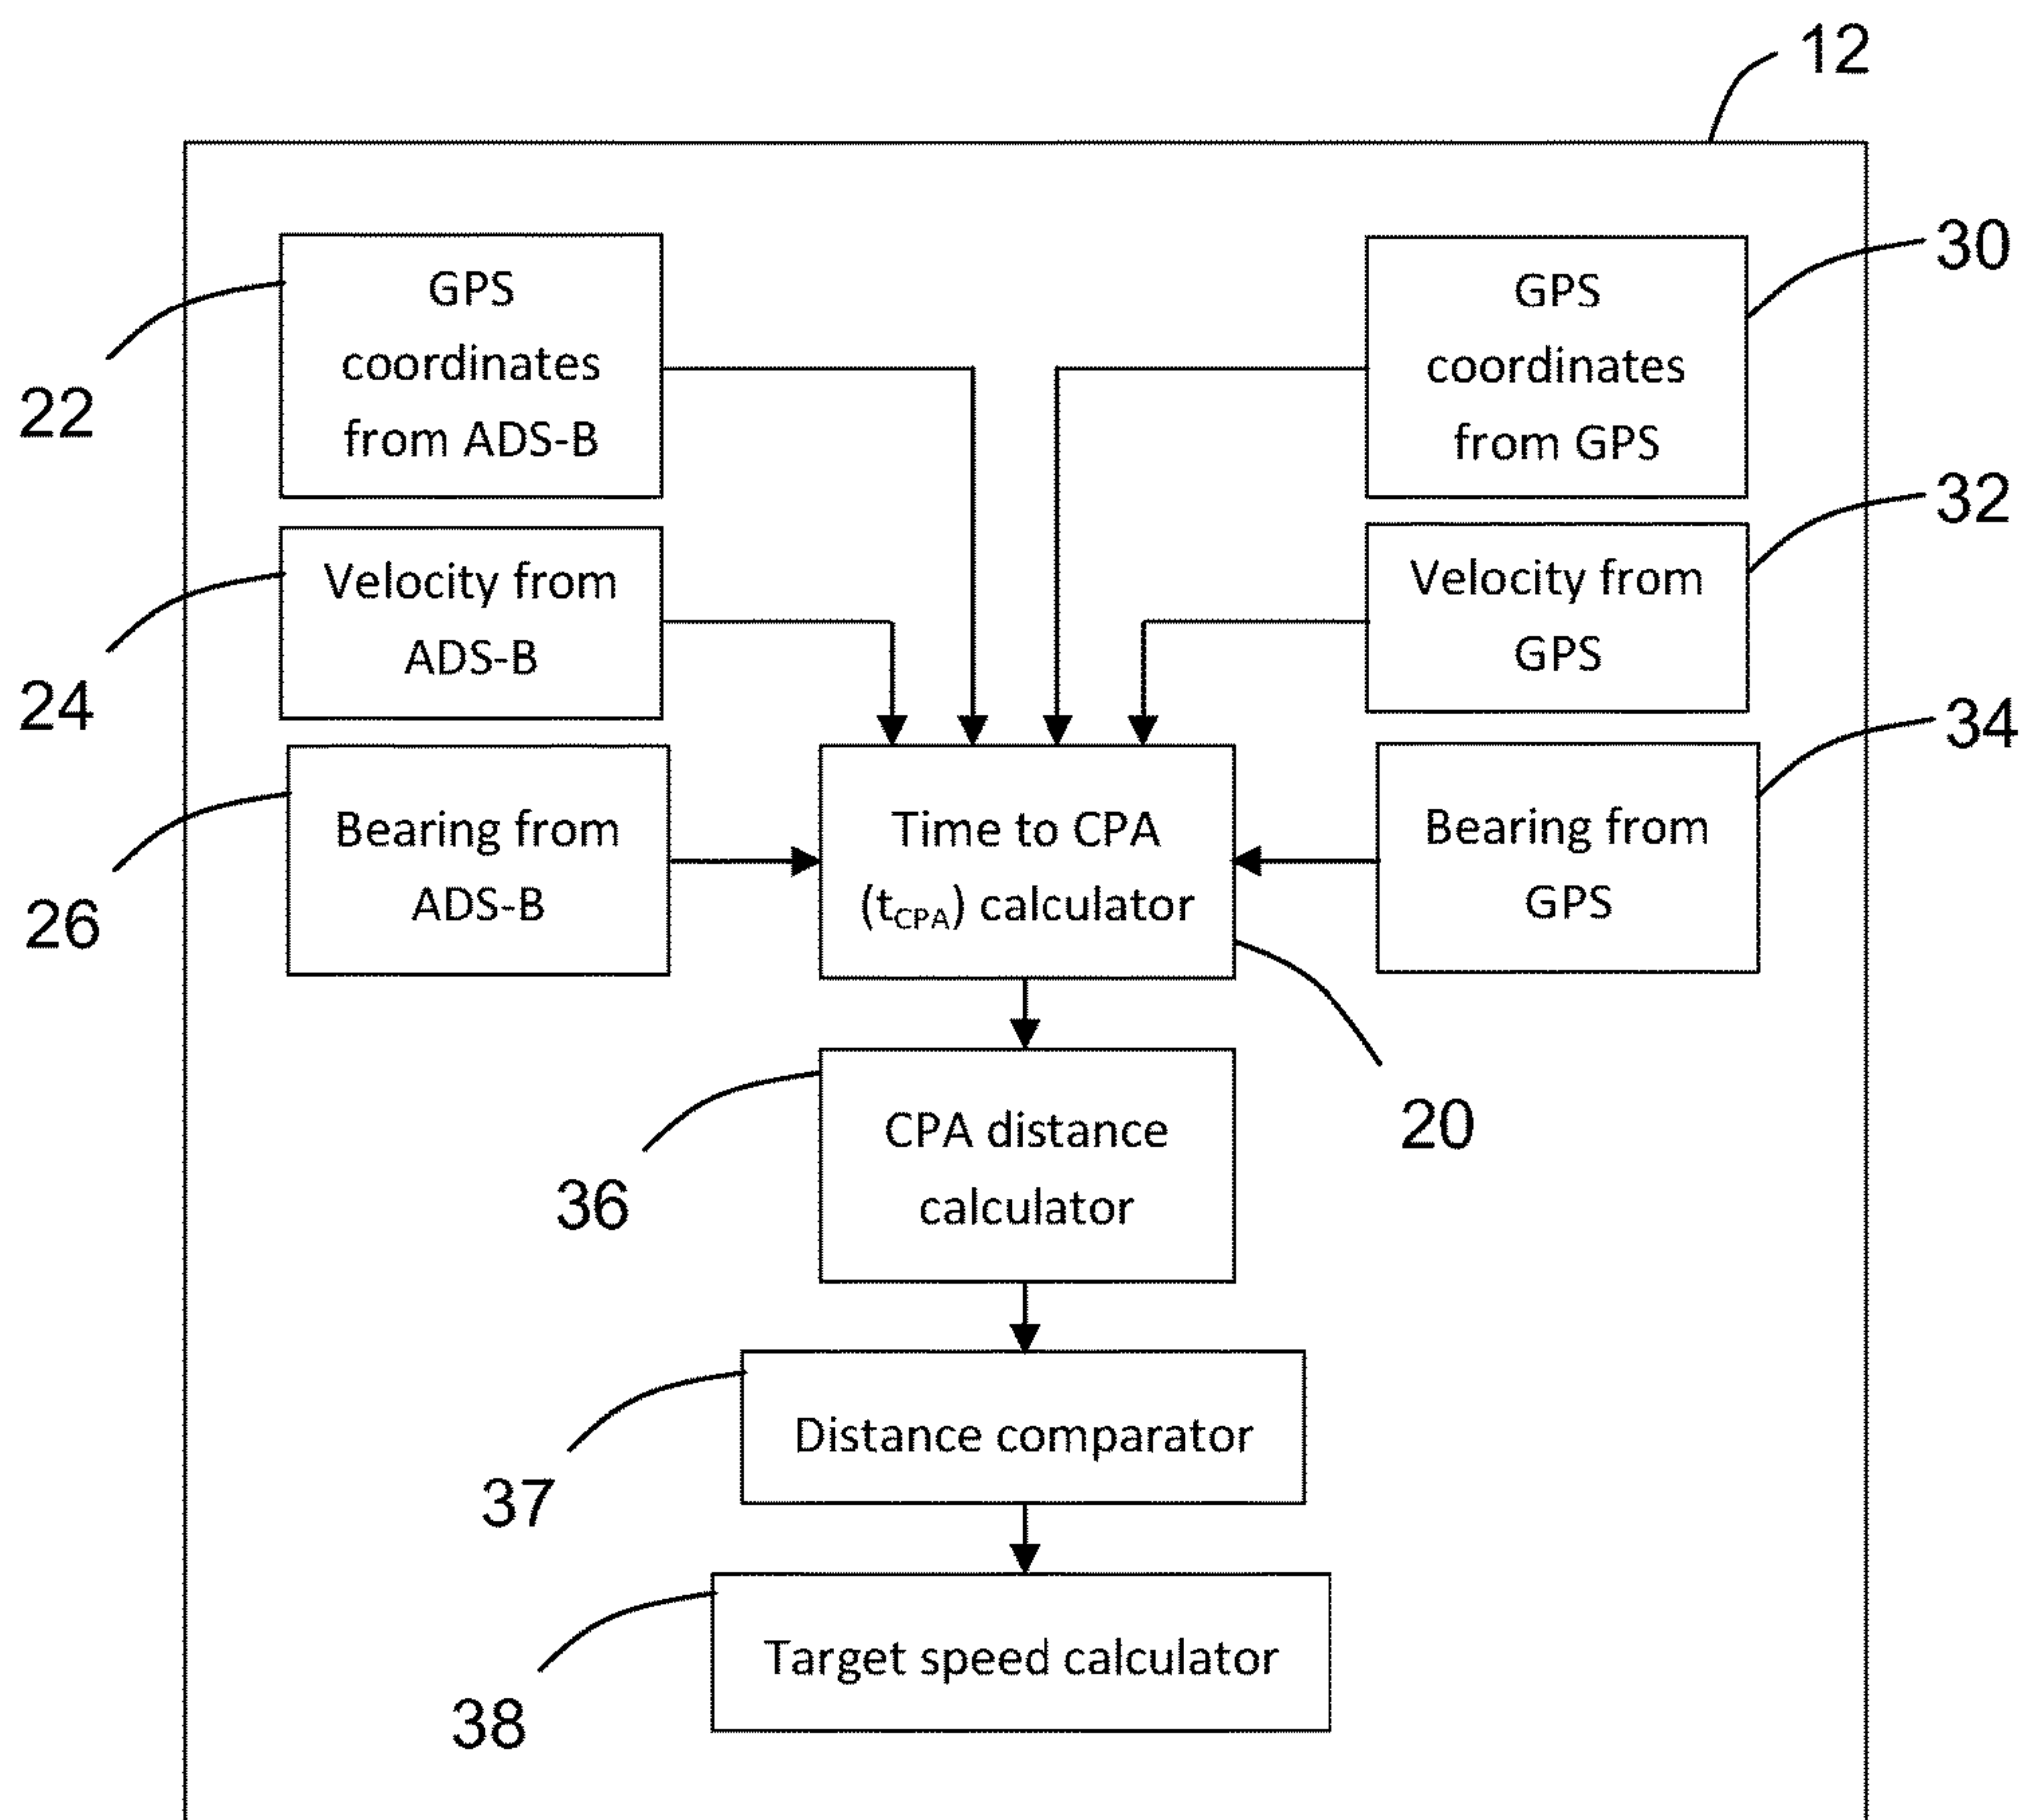 12
GPS
coordinates
from ADS-B
22
GPS
coordinates
from GPS
30
Velocity from
ADS-B
24
Velocity from
GPS
32
Bearing from
ADS-B
26
Time to CPA
(tCPA) calculator
20
Bearing from
GPS
34
CPA distance
calculator
36
Distance comparator
37
Target speed calculator
38